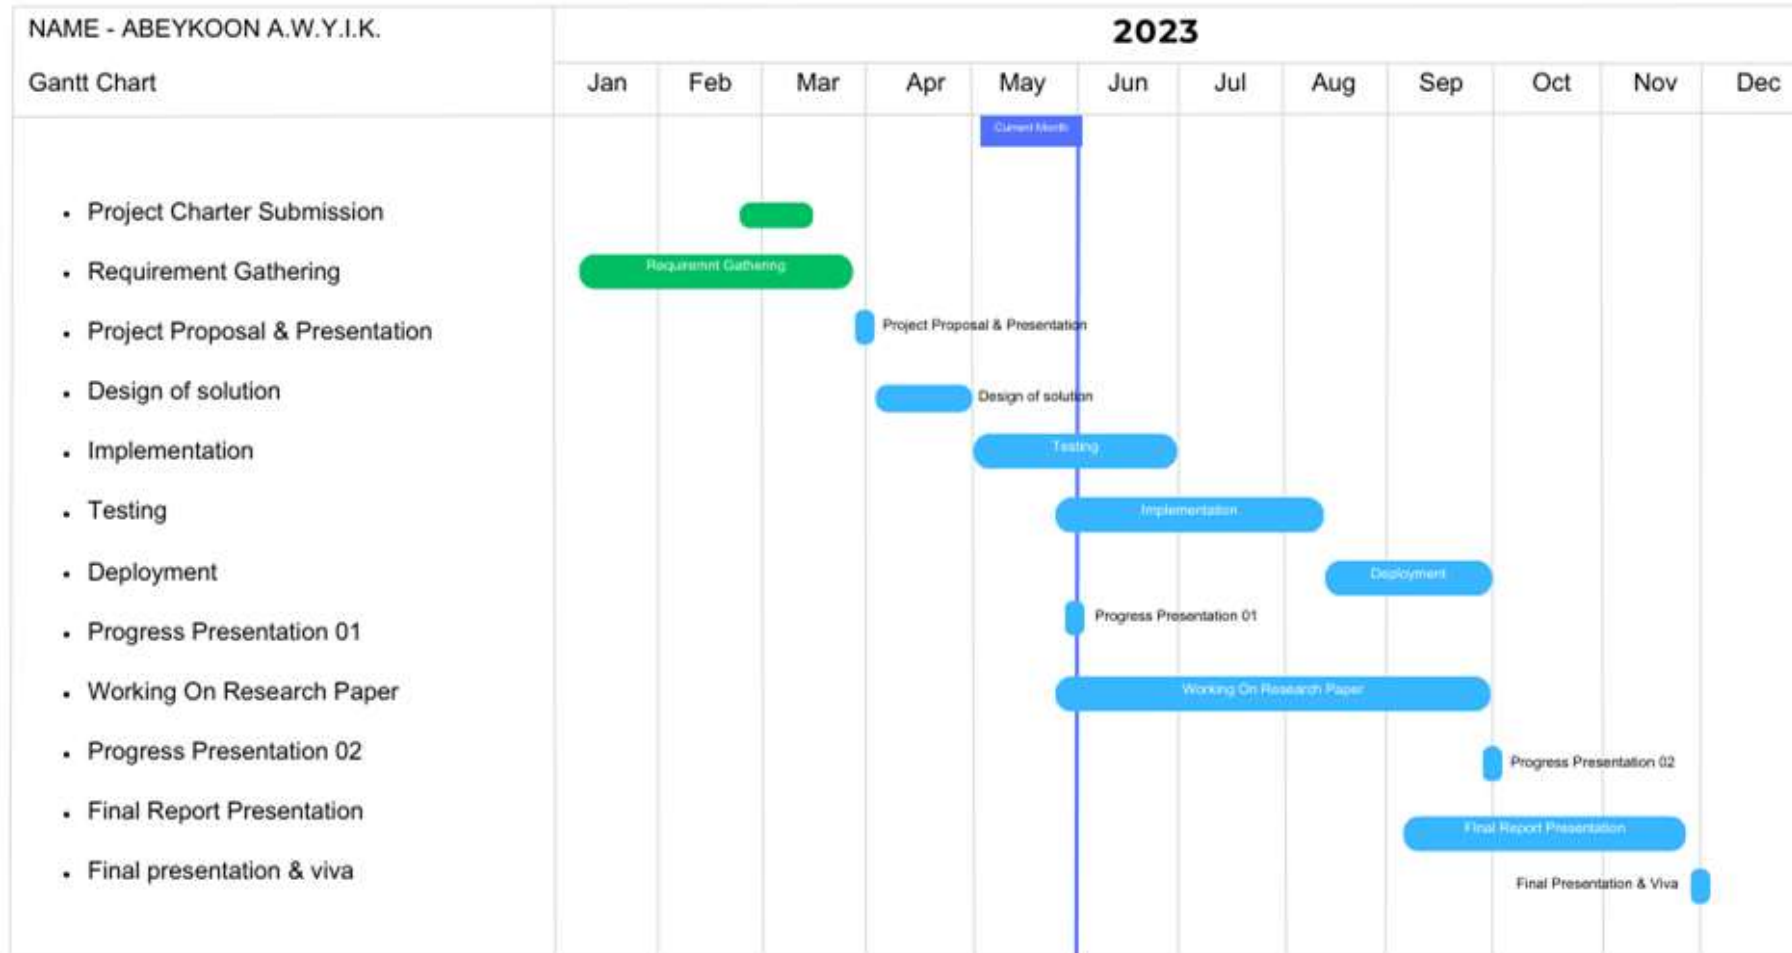 NAME - ABEYKOON A.W.Y.I.K.
2023
Gantt Chart
Jan Feb Mar Apr May Jun Jul Aug Sep Oct Nov Dec
Current Month
• Project Charter Submission
• Requirement Gathering
Requiremnt Gathering
• Project Proposal & Presentation
Project Proposal & Presentation
• Design of solution
Design of solution
• Implementation
Testing
• Testing
Implementation
• Deployment
Deployment
• Progress Presentation 01
Progress Presentation 01
• Working On Research Paper
Working On Research Paper
• Progress Presentation 02
Progress Presentation 02
• Final Report Presentation
Final Report Presentation
• Final presentation & viva
Final Presentation & Viva